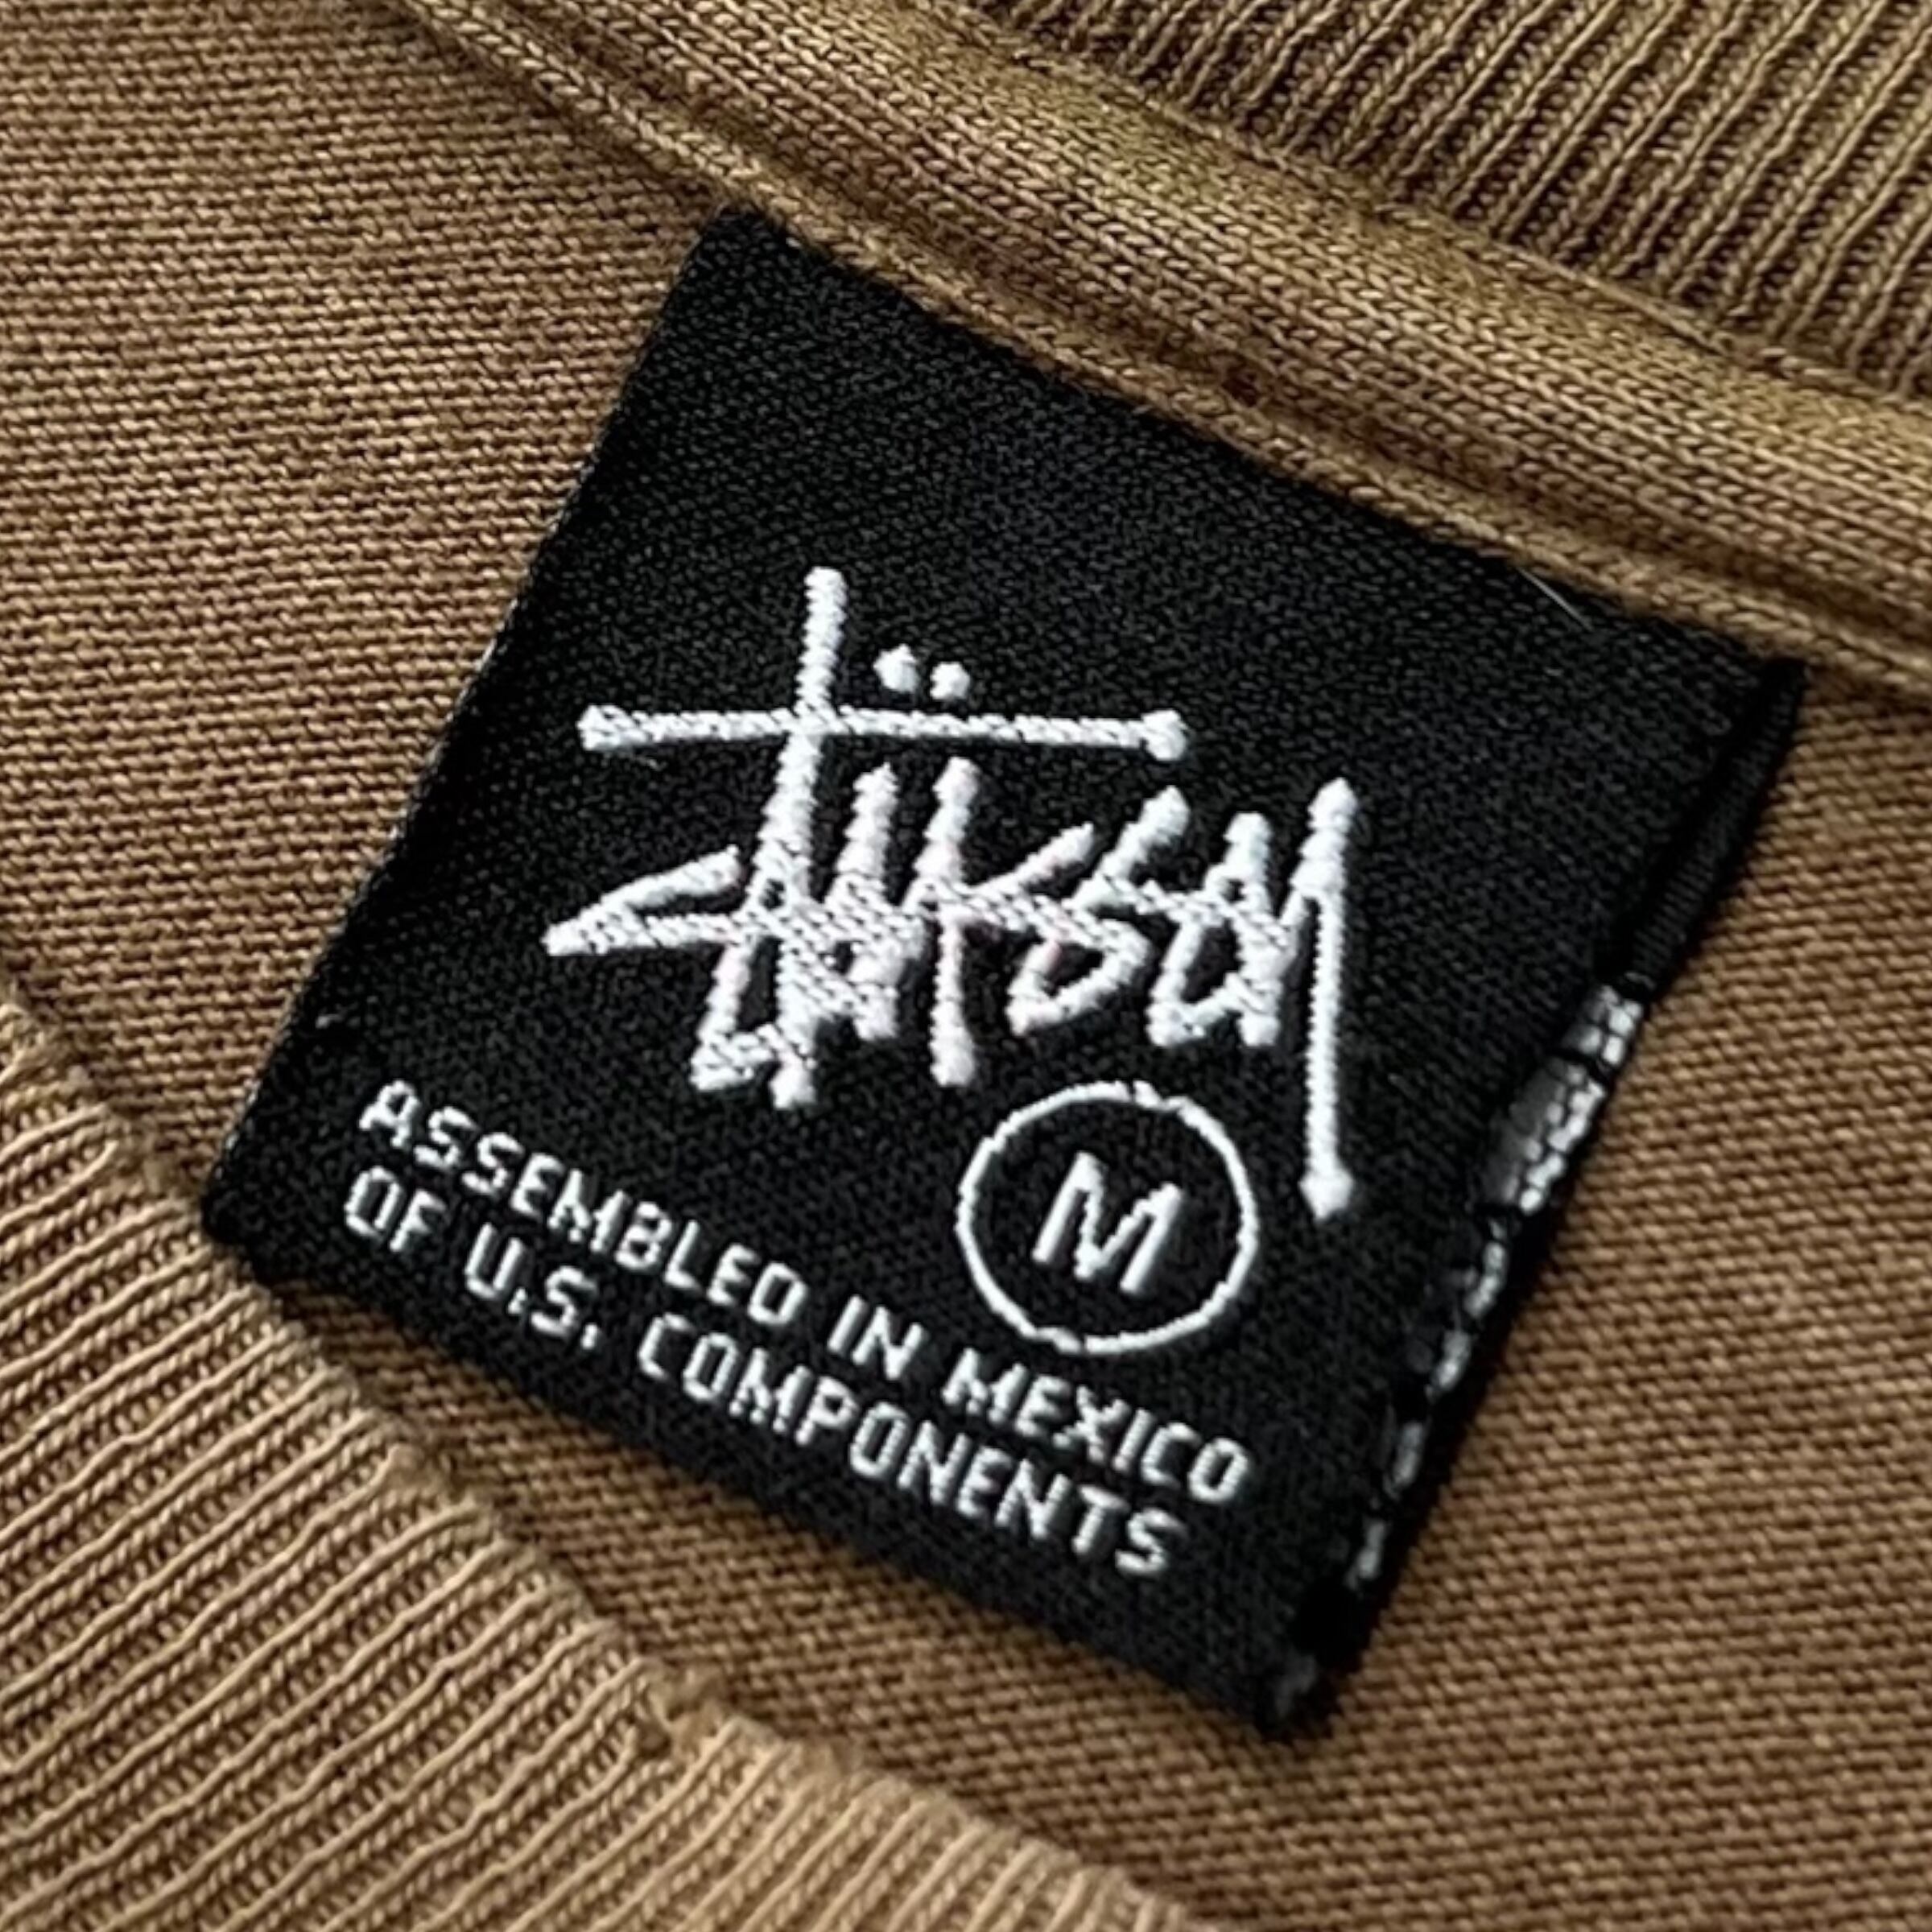 Stüssy
M
ASSEMBLED IN MEXICO
OF U.S. COMPONENTS